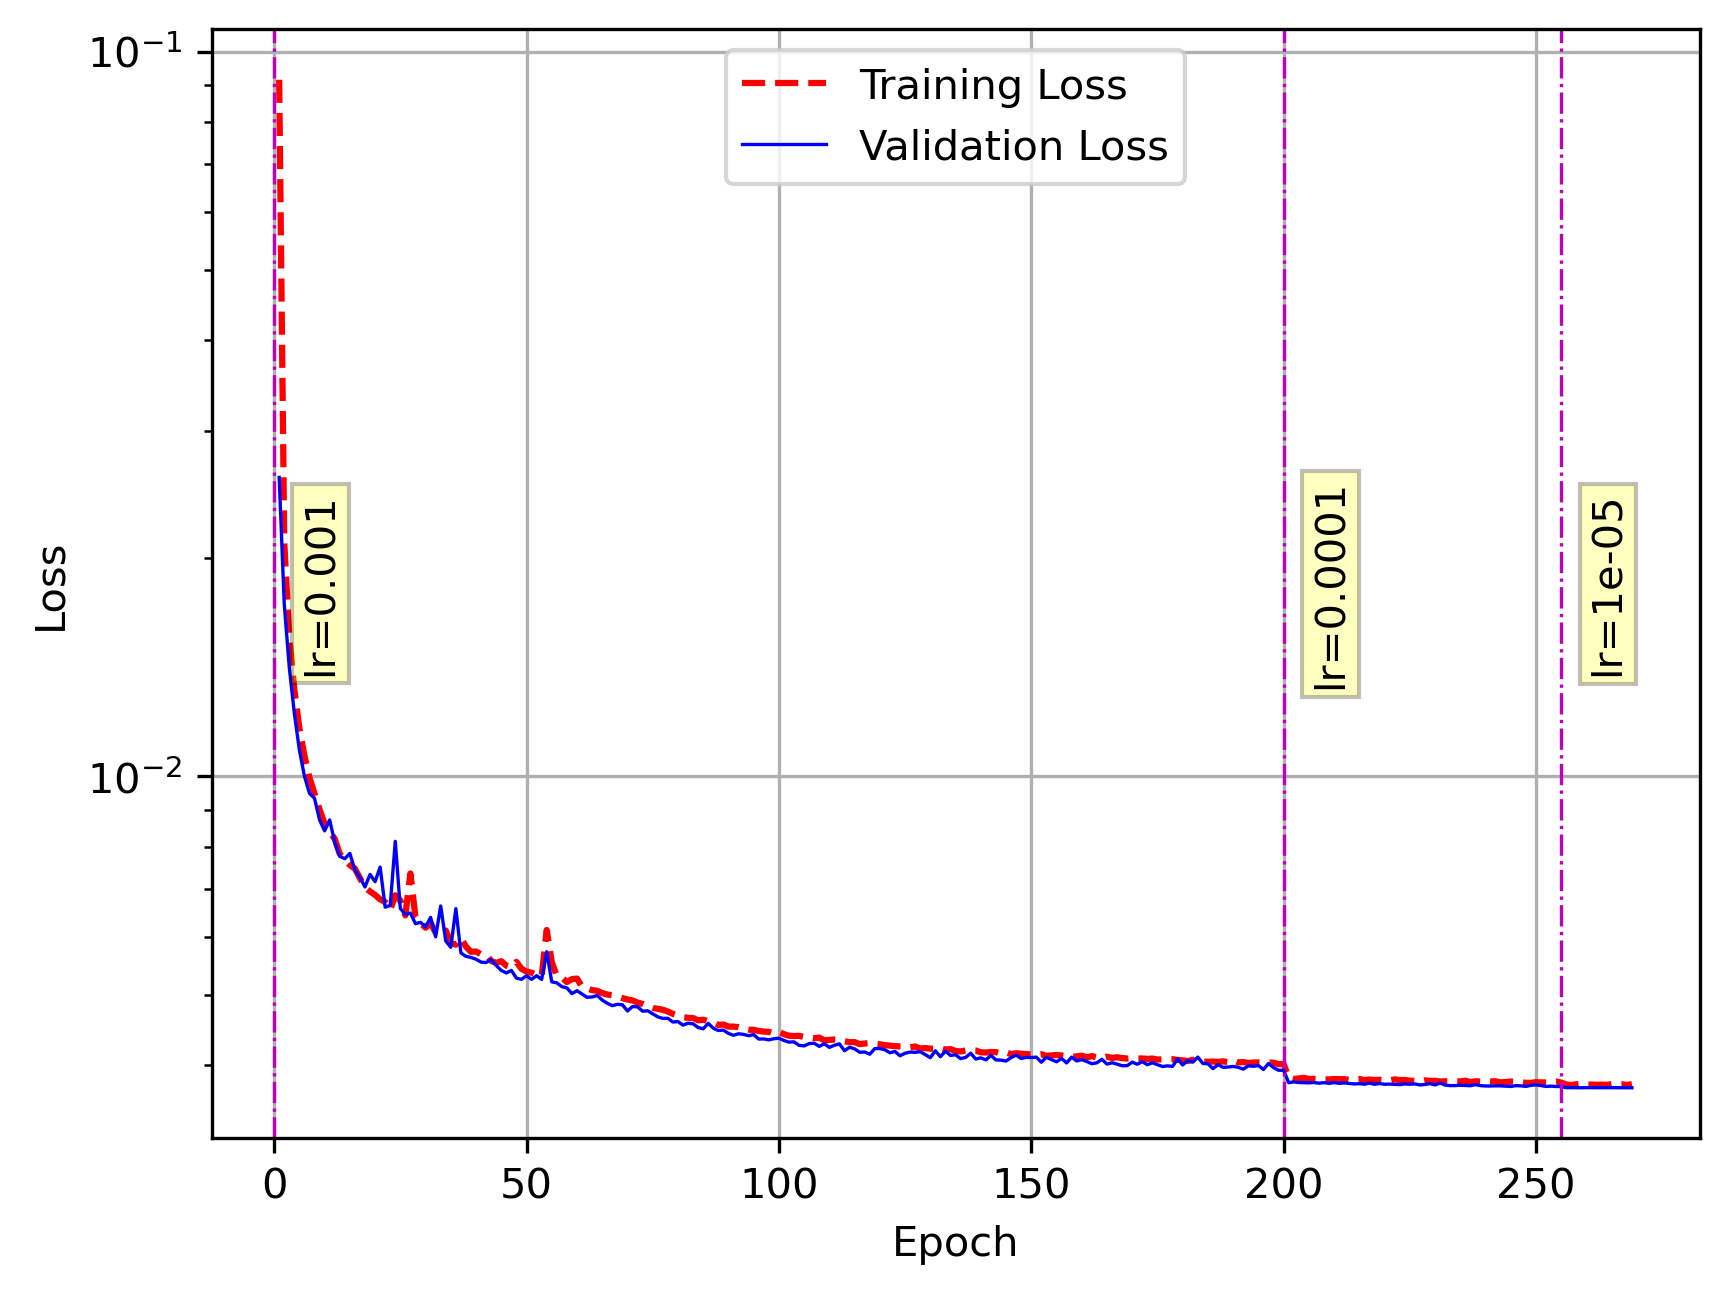 10⁻¹
Training Loss
Validation Loss
Loss
lr=0.001
lr=0.0001
lr=1e-05
10⁻²
0 50 100 150 200 250
Epoch